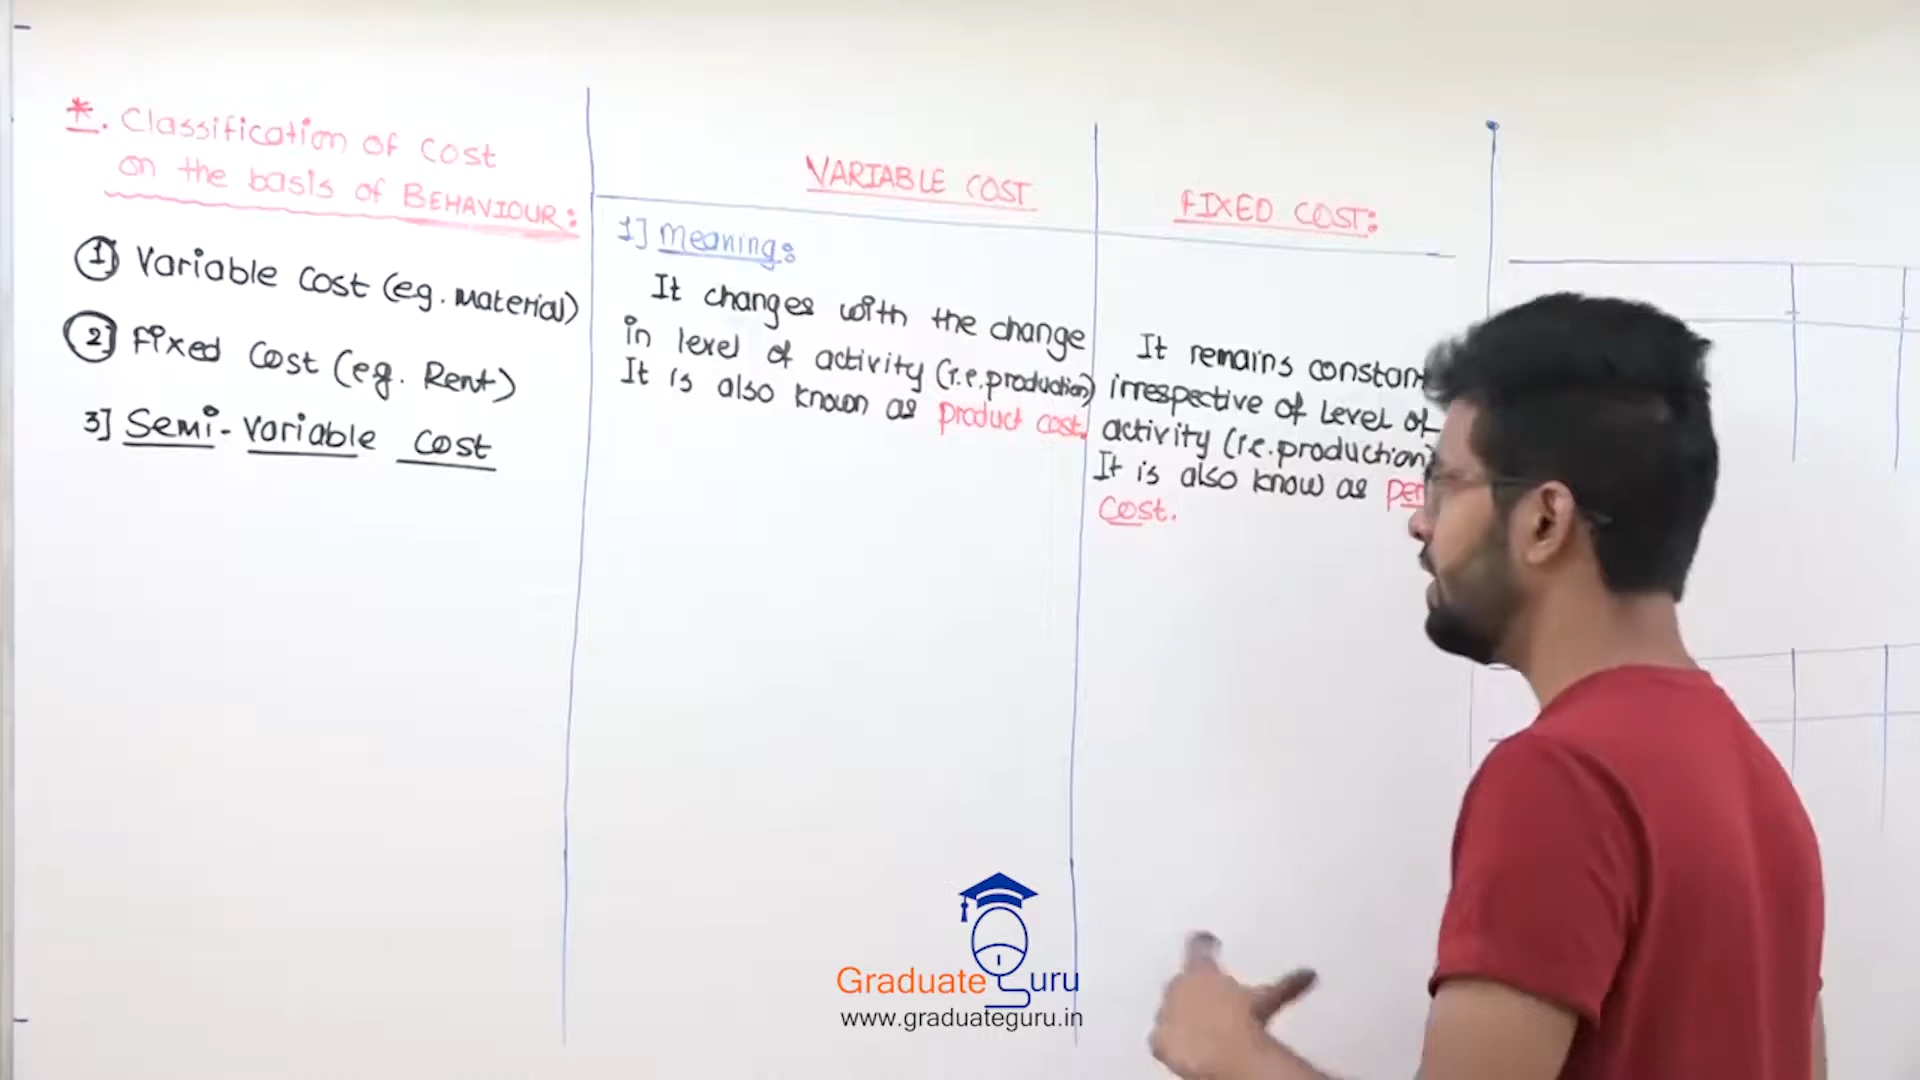 *. Classification of Cost
on the basis of BEHAVIOUR:
1] Variable Cost (eg. Material)
2] Fixed Cost (eg. Rent)
3] Semi-Variable Cost
VARIABLE COST
1] Meaning:
It changes with the change
in level of activity (i.e. production)
It is also known as product cost.
FIXED COST:
It remains constant
irrespective of Level of
activity (i.e. production)
It is also know as
cost.
Graduate Guru
www.graduateguru.in